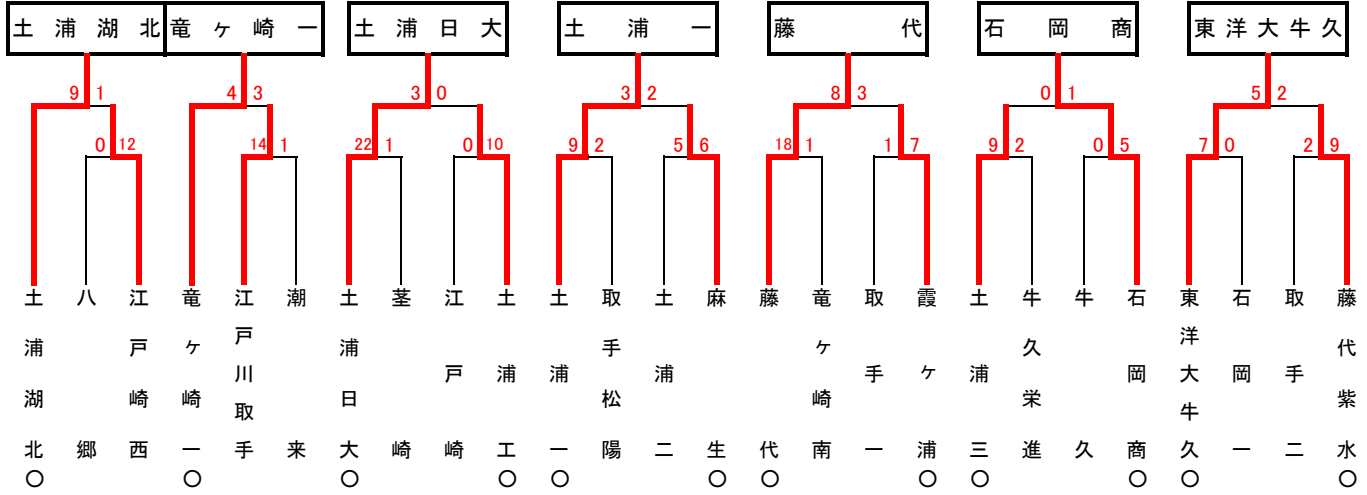 土浦湖北 竜ヶ崎一 土浦日大 土浦一 藤代 石岡商 東洋大牛久
9 1 4 3 3 0 3 2 8 3 0 1 5 2
0 12 14 1 22 1 0 10 9 2 5 6 18 1 1 7 9 2 0 5 7 0 2 9
土浦湖北
八郷
江戸崎西
竜ヶ崎一
江戸川取手
潮来
土浦日大
茎崎
江戸崎
土浦工
土浦一
取手松陽
土浦二
麻生
藤代
竜ヶ崎南
取手一
霞ヶ浦
土浦三
牛久栄進
牛久
石岡商
東洋大牛久
石岡一
取手二
藤代紫水
○ ○ ○ ○ ○ ○ ○ ○ ○ ○ ○ ○